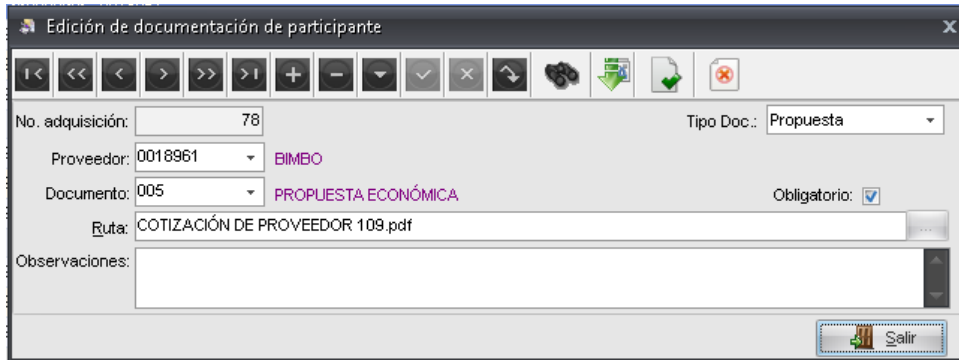 Edición de documentación de participante
No. adquisición: 78 Tipo Doc.: Propuesta
Proveedor: 0018961 BIMBO
Documento: 005 PROPUESTA ECONÓMICA Obligatorio:
Ruta: COTIZACIÓN DE PROVEEDOR 109.pdf ...
Observaciones:
Salir